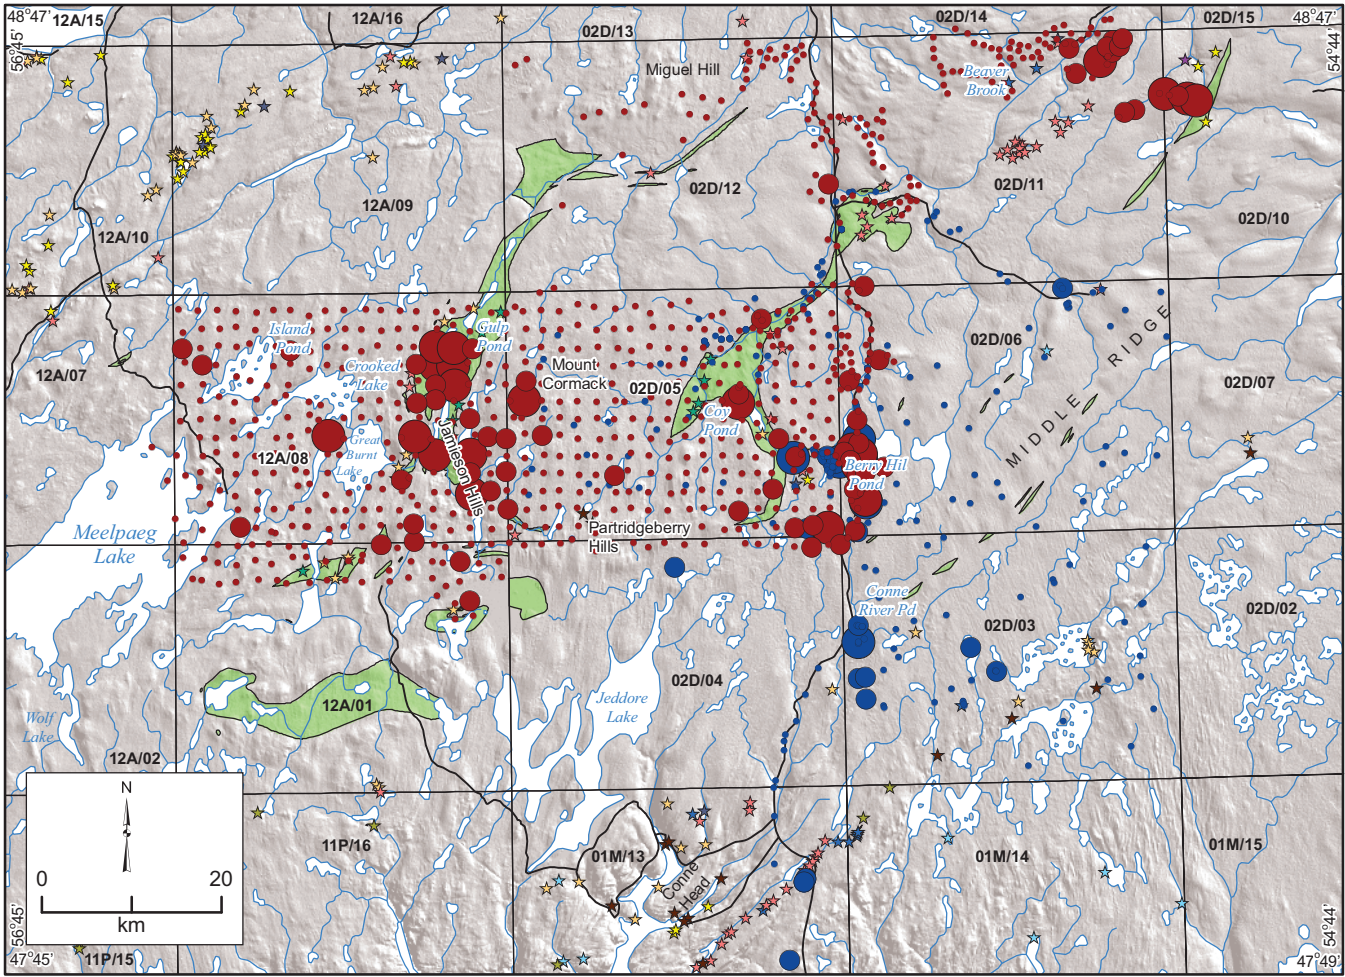 48°47'
12A/15
12A/16
02D/13
02D/14
02D/15
48°47'
56°45'
54°44'
Miguel Hill
Beaver
Brook
02D/12
02D/11
12A/09
12A/10
02D/10
Island
Pond
Gulp
Pond
Crooked
Lake
Mount
Cormack
02D/05
02D/06
MIDDLE RIDGE
12A/07
02D/07
Coy
Pond
Great
Burnt
Lake
12A/08
Jamieson Hills
Berry Hil
Pond
Meelpaeg
Lake
Partridgeberry
Hills
Conne
River Pd
02D/03
02D/02
02D/04
12A/01
Jeddore
Lake
Wolf
Lake
12A/02
N
0
20
km
11P/16
01M/13
Conne
Head
01M/14
01M/15
56°45'
54°44'
47°45'
11P/15
47°49'